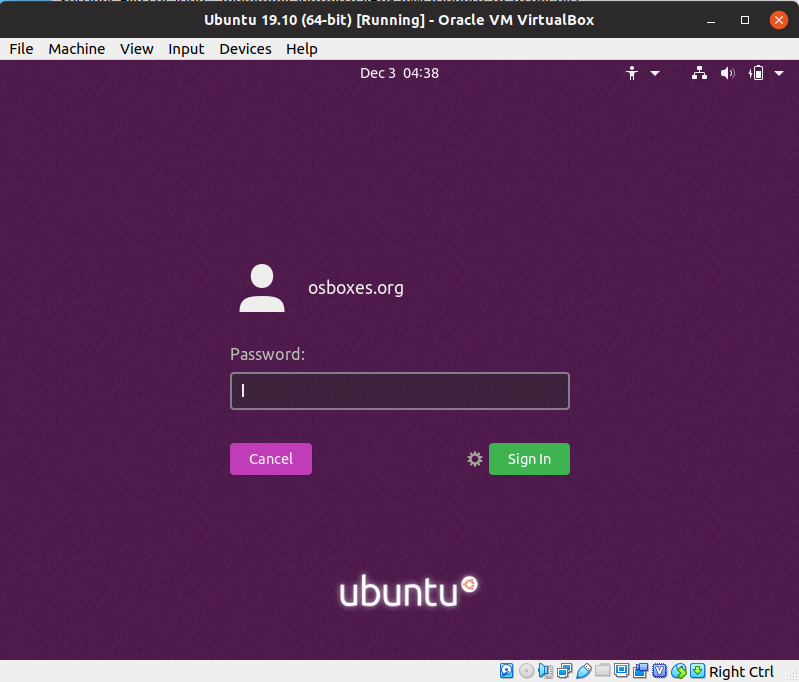 Ubuntu 19.10 (64-bit) [Running] - Oracle VM VirtualBox
File Machine View Input Devices Help
Dec 3 04:38
osboxes.org
Password:
Cancel
Sign In
ubuntu
Right Ctrl